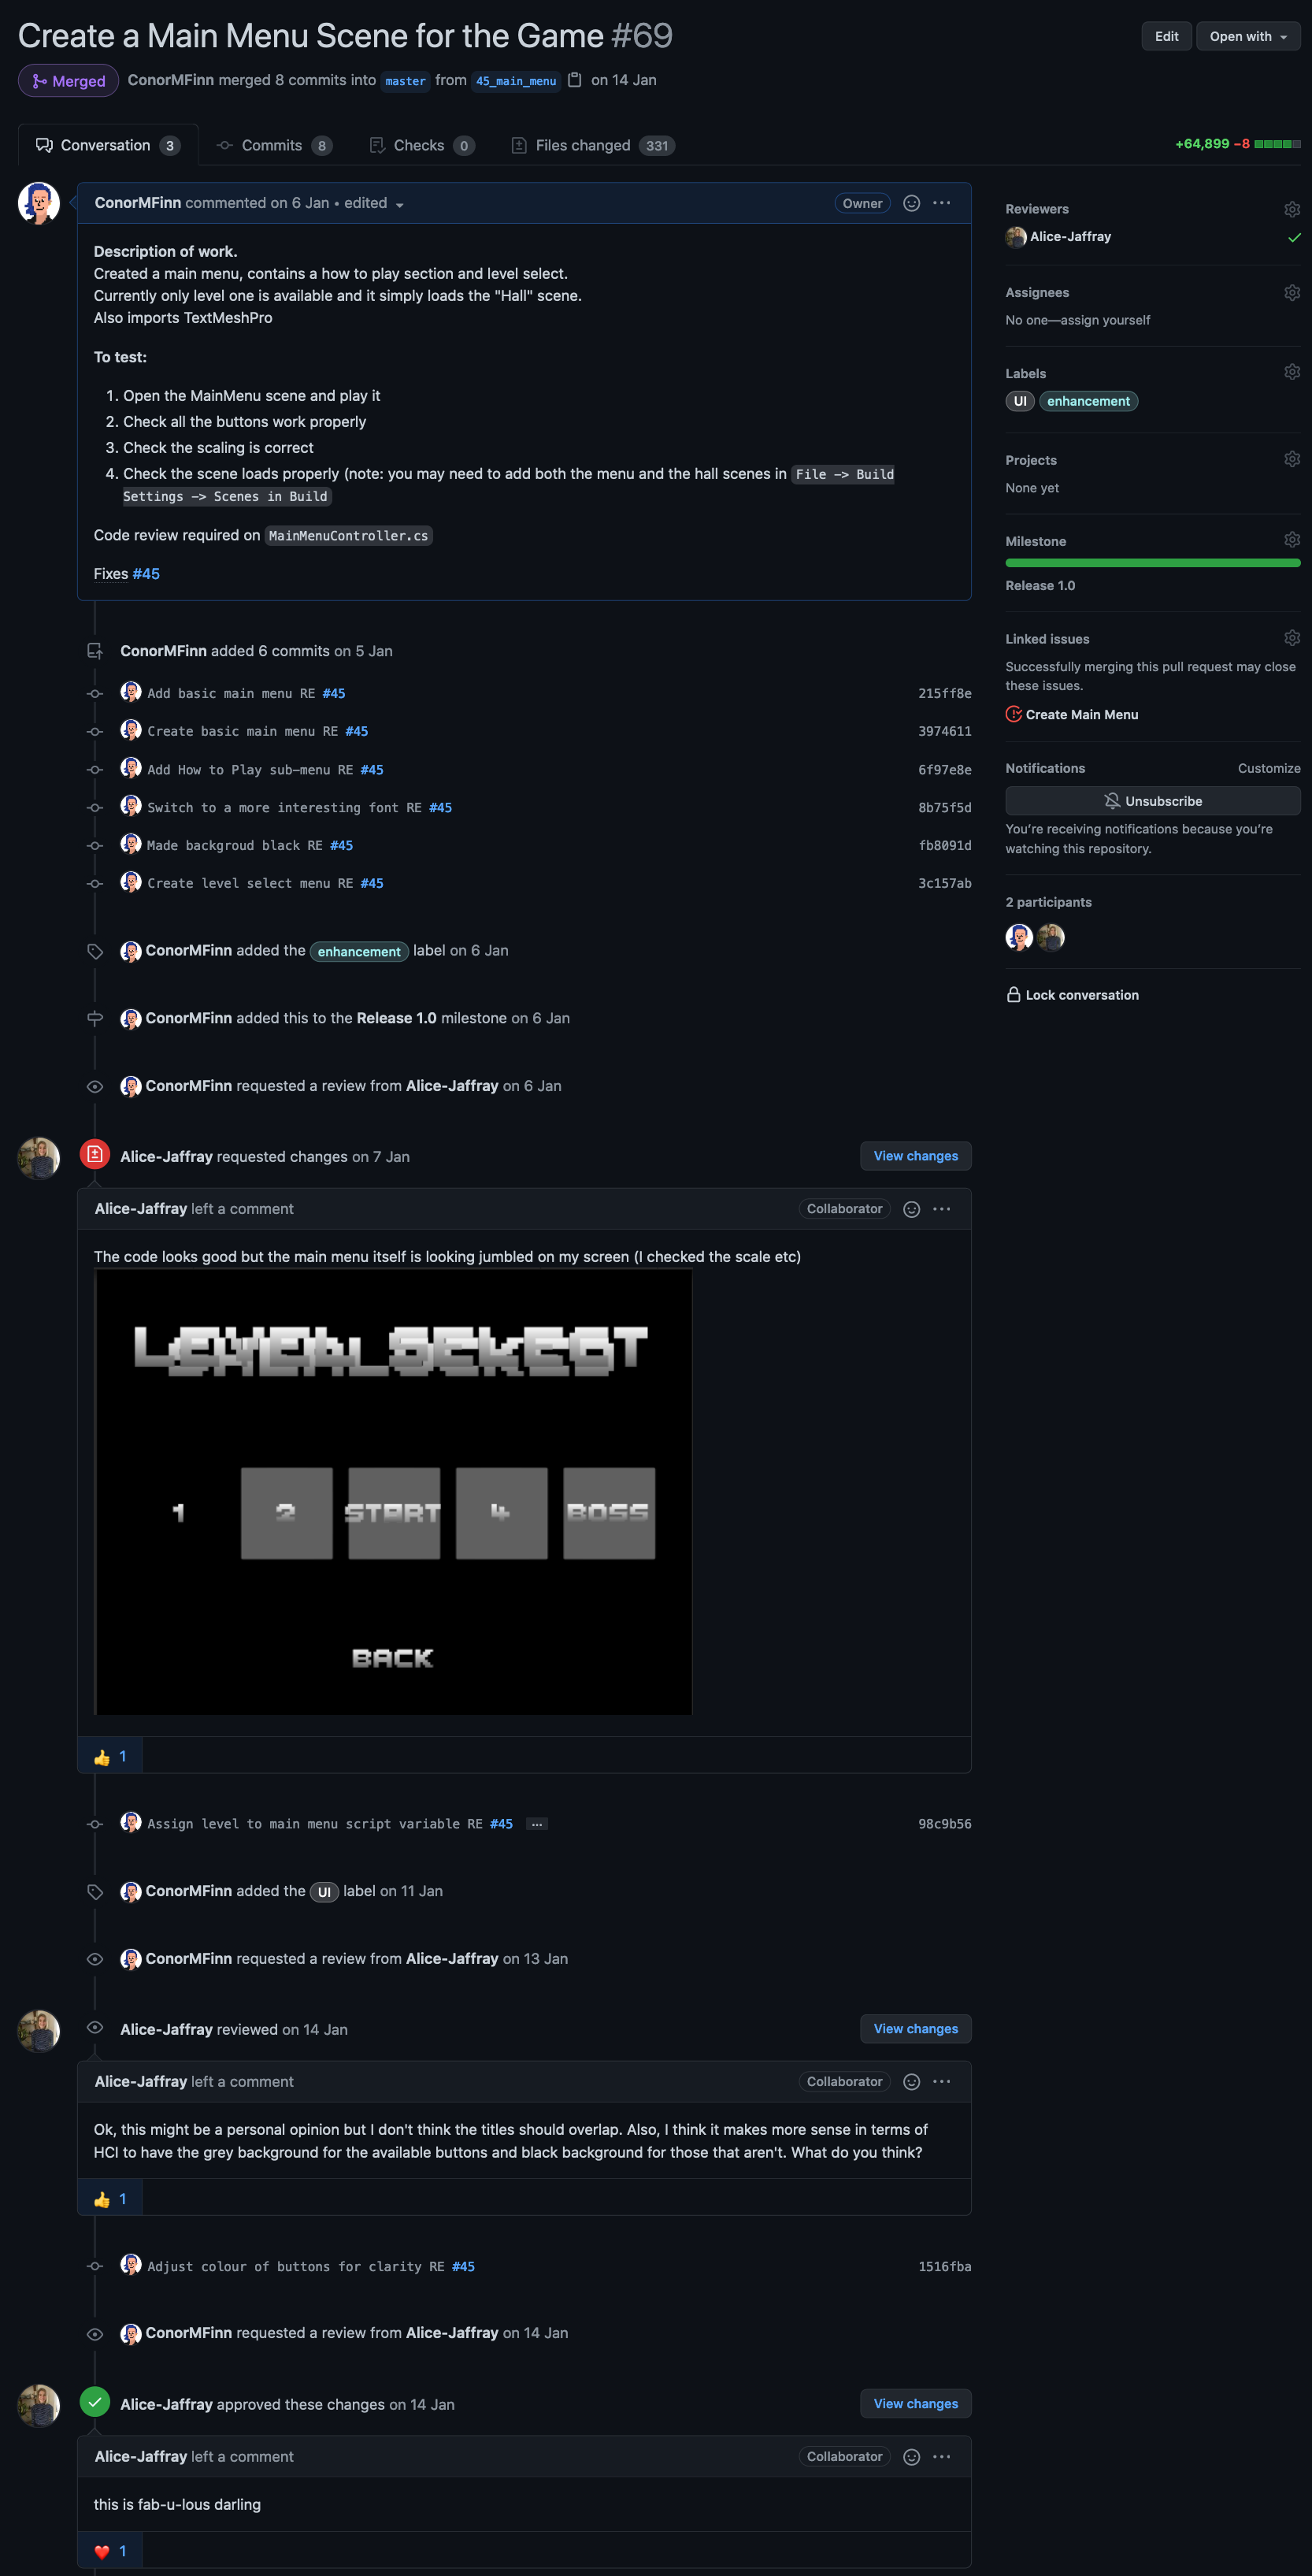 Create a Main Menu Scene for the Game #69
Edit
Open with
Merged
ConorMFinn merged 8 commits into master from 45_main_menu on 14 Jan
Conversation 3
Commits 8
Checks 0
Files changed 331
+64,899 −8
ConorMFinn commented on 6 Jan • edited
Owner
Description of work.
Created a main menu, contains a how to play section and level select.
Currently only level one is available and it simply loads the "Hall" scene.
Also imports TextMeshPro
To test:
1. Open the MainMenu scene and play it
2. Check all the buttons work properly
3. Check the scaling is correct
4. Check the scene loads properly (note: you may need to add both the menu and the hall scenes in File -> Build
Settings -> Scenes in Build
Code review required on MainMenuController.cs
Fixes #45
Reviewers
Alice-Jaffray
Assignees
No one—assign yourself
Labels
UI enhancement
Projects
None yet
Milestone
Release 1.0
Linked issues
Successfully merging this pull request may close
these issues.
Create Main Menu
Notifications
Customize
Unsubscribe
You're receiving notifications because you're
watching this repository.
2 participants
Lock conversation
ConorMFinn added 6 commits on 5 Jan
Add basic main menu RE #45 215ff8e
Create basic main menu RE #45 3974611
Add How to Play sub-menu RE #45 6f97e8e
Switch to a more interesting font RE #45 8b75f5d
Made backgroud black RE #45 fb8091d
Create level select menu RE #45 3c157ab
ConorMFinn added the enhancement label on 6 Jan
ConorMFinn added this to the Release 1.0 milestone on 6 Jan
ConorMFinn requested a review from Alice-Jaffray on 6 Jan
Alice-Jaffray requested changes on 7 Jan
View changes
Alice-Jaffray left a comment
Collaborator
The code looks good but the main menu itself is looking jumbled on my screen (I checked the scale etc)
1
2
START
4
BOSS
BACK
👍 1
Assign level to main menu script variable RE #45 … 98c9b56
ConorMFinn added the UI label on 11 Jan
ConorMFinn requested a review from Alice-Jaffray on 13 Jan
Alice-Jaffray reviewed on 14 Jan
View changes
Alice-Jaffray left a comment
Collaborator
Ok, this might be a personal opinion but I don't think the titles should overlap. Also, I think it makes more sense in terms of
HCI to have the grey background for the available buttons and black background for those that aren't. What do you think?
👍 1
Adjust colour of buttons for clarity RE #45 1516fba
ConorMFinn requested a review from Alice-Jaffray on 14 Jan
Alice-Jaffray approved these changes on 14 Jan
View changes
Alice-Jaffray left a comment
Collaborator
this is fab-u-lous darling
❤️ 1